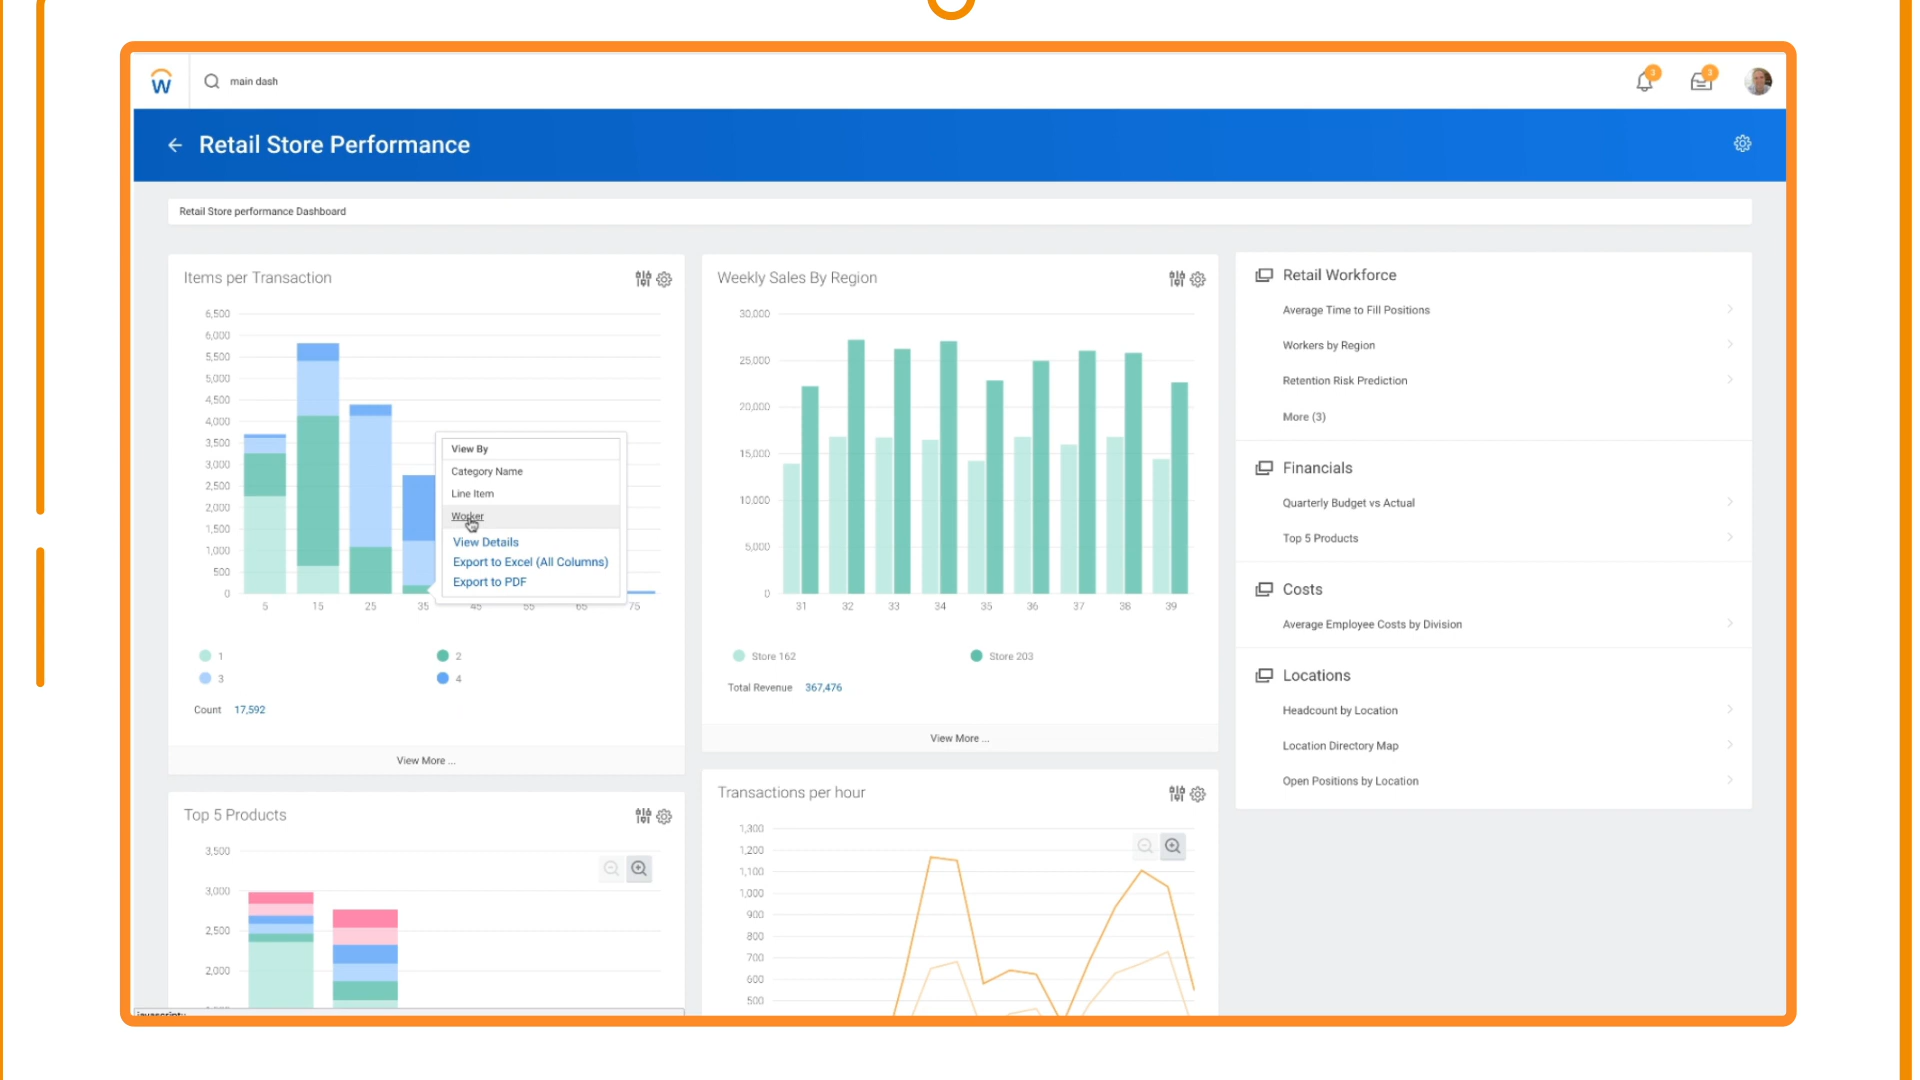 W
main dash
3
3
Retail Store Performance
Retail Store performance Dashboard
Items per Transaction
6,500
6,000
5,500
5,000
4,500
4,000
3,500
3,000
2,500
2,000
1,500
1,000
500
0
5 15 25 35 45 55 65 75
View By
Category Name
Line Item
Worker
View Details
Export to Excel (All Columns)
Export to PDF
1 2
3 4
Count 17,592
View More ...
Weekly Sales By Region
30,000
25,000
20,000
15,000
10,000
5,000
0
31 32 33 34 35 36 37 38 39
Store 162 Store 203
Total Revenue 367,476
View More ...
Retail Workforce
Average Time to Fill Positions
Workers by Region
Retention Risk Prediction
More (3)
Financials
Quarterly Budget vs Actual
Top 5 Products
Costs
Average Employee Costs by Division
Locations
Headcount by Location
Location Directory Map
Open Positions by Location
Top 5 Products
3,500
3,000
2,500
2,000
Transactions per hour
1,300
1,200
1,100
1,000
900
800
700
600
500